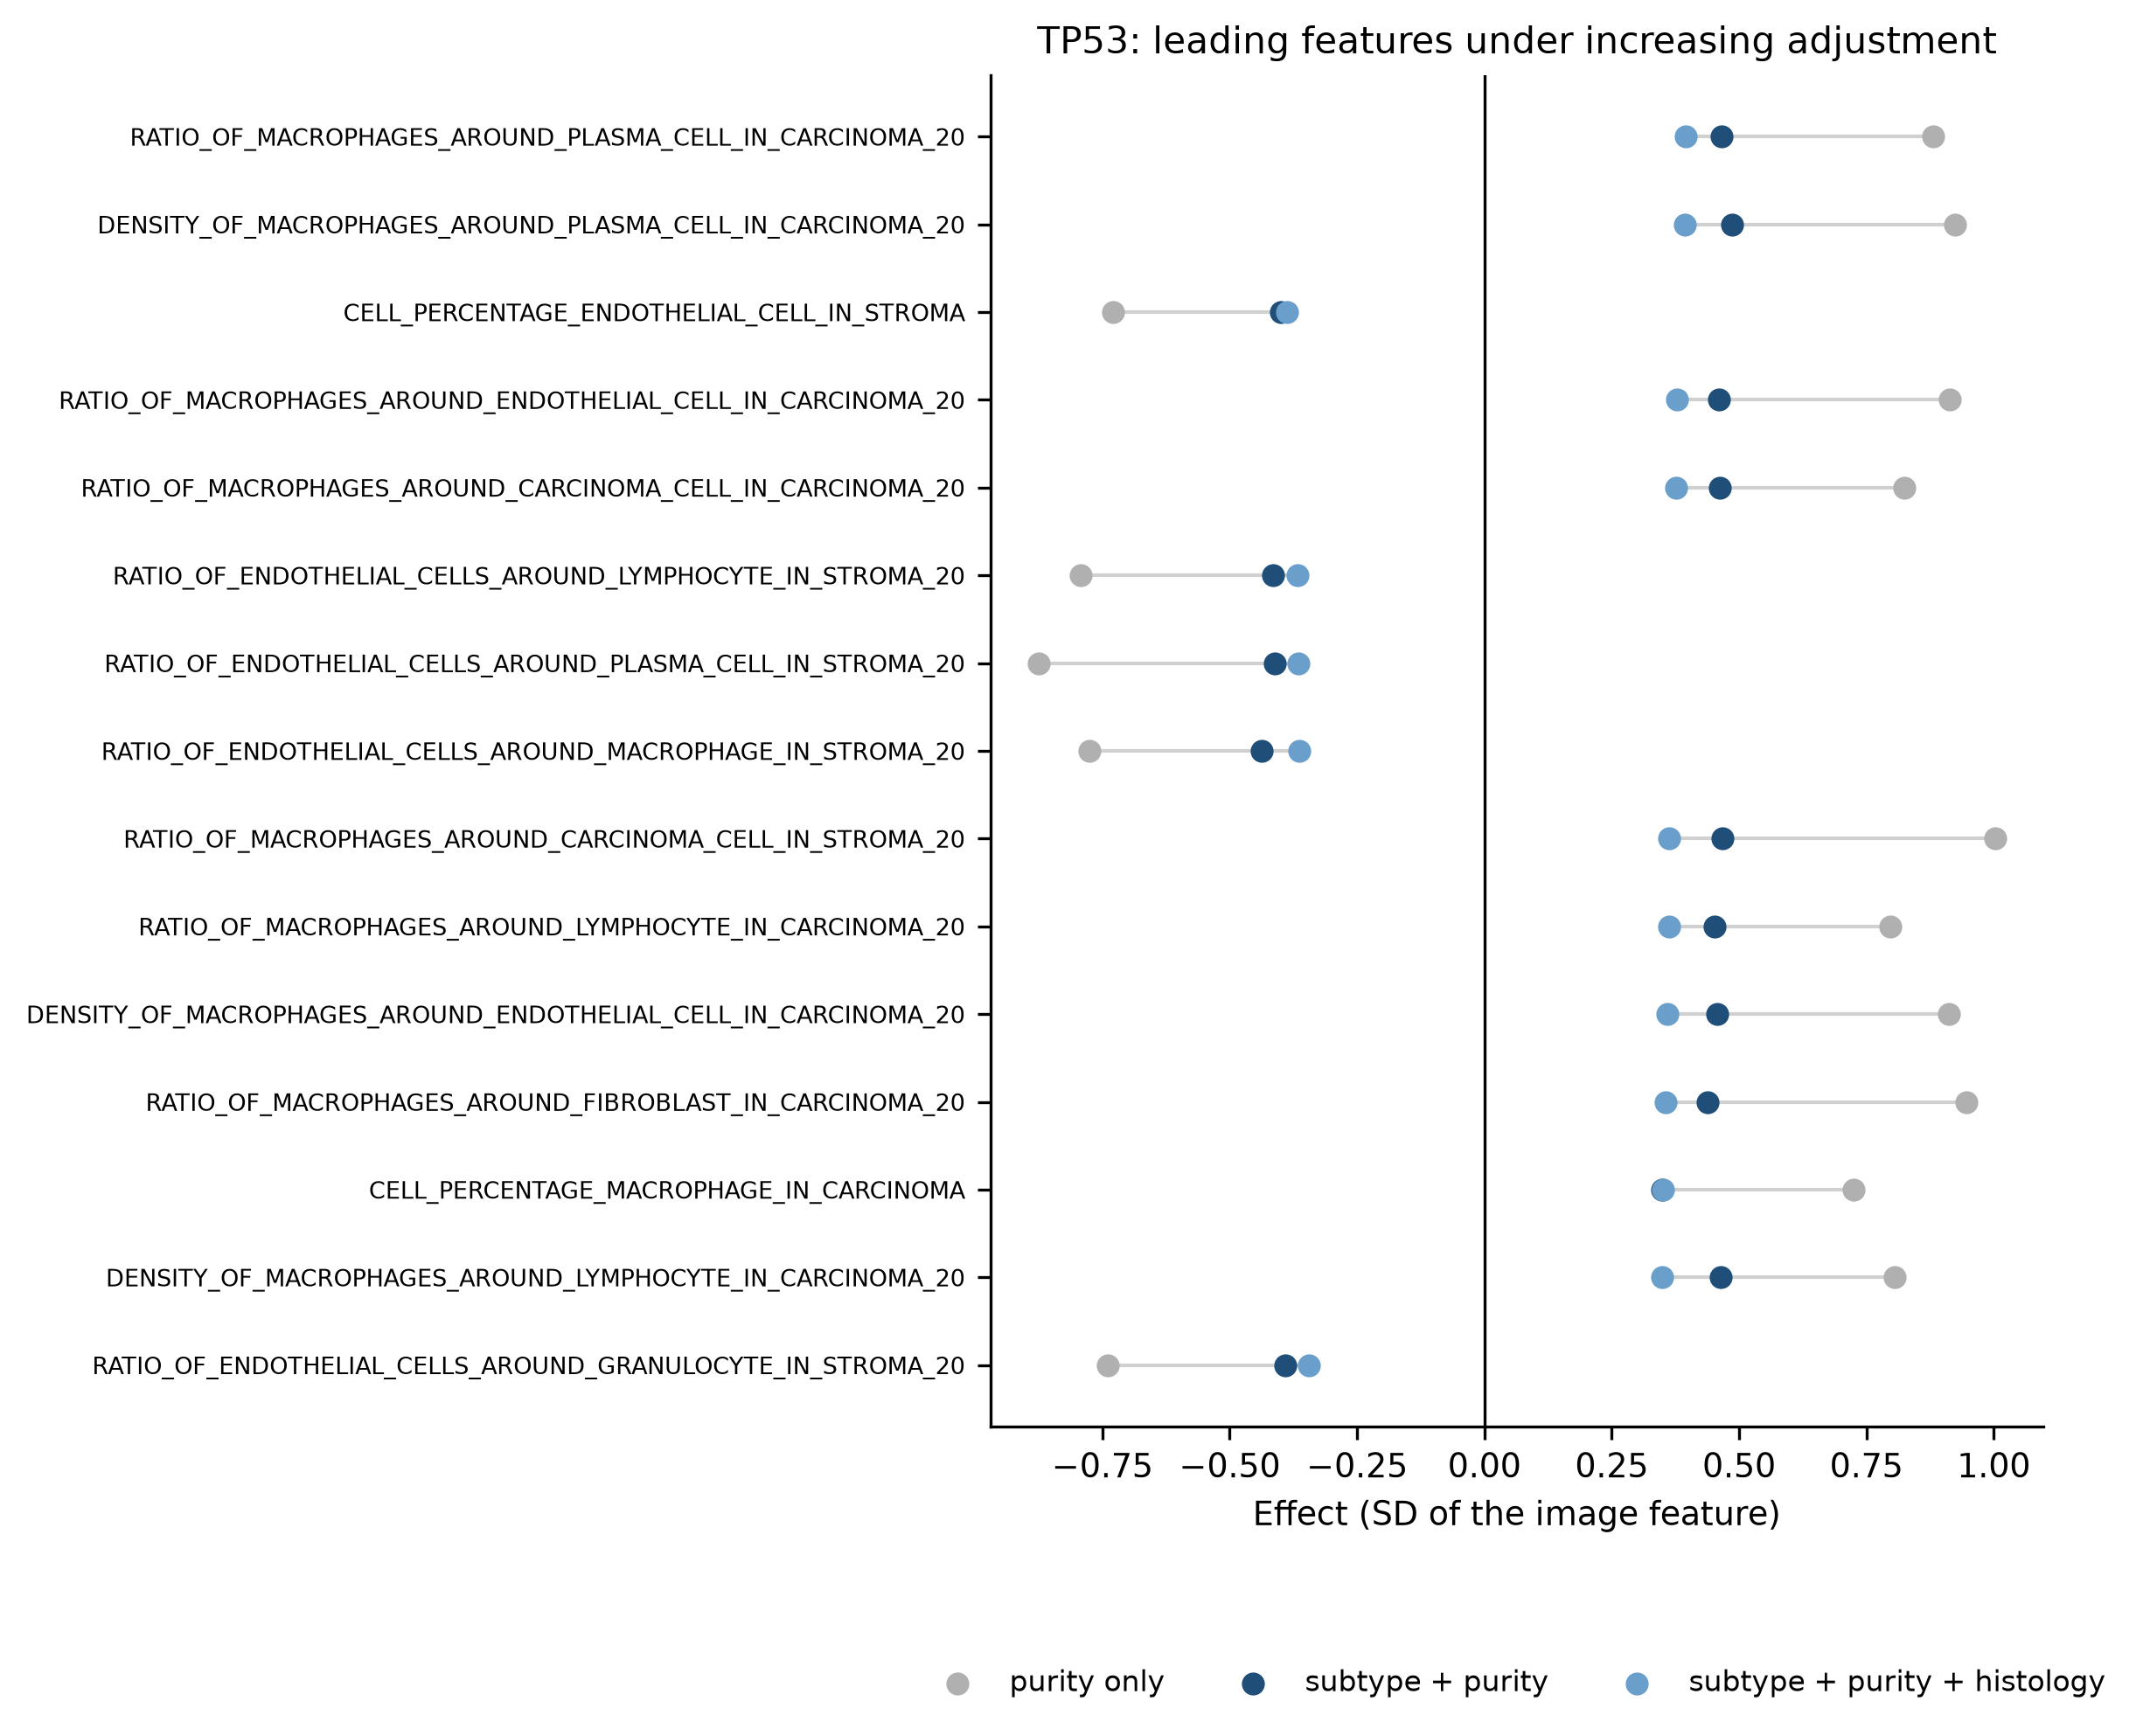 TP53: leading features under increasing adjustment
RATIO_OF_MACROPHAGES_AROUND_PLASMA_CELL_IN_CARCINOMA_20
DENSITY_OF_MACROPHAGES_AROUND_PLASMA_CELL_IN_CARCINOMA_20
CELL_PERCENTAGE_ENDOTHELIAL_CELL_IN_STROMA
RATIO_OF_MACROPHAGES_AROUND_ENDOTHELIAL_CELL_IN_CARCINOMA_20
RATIO_OF_MACROPHAGES_AROUND_CARCINOMA_CELL_IN_CARCINOMA_20
RATIO_OF_ENDOTHELIAL_CELLS_AROUND_LYMPHOCYTE_IN_STROMA_20
RATIO_OF_ENDOTHELIAL_CELLS_AROUND_PLASMA_CELL_IN_STROMA_20
RATIO_OF_ENDOTHELIAL_CELLS_AROUND_MACROPHAGE_IN_STROMA_20
RATIO_OF_MACROPHAGES_AROUND_CARCINOMA_CELL_IN_STROMA_20
RATIO_OF_MACROPHAGES_AROUND_LYMPHOCYTE_IN_CARCINOMA_20
DENSITY_OF_MACROPHAGES_AROUND_ENDOTHELIAL_CELL_IN_CARCINOMA_20
RATIO_OF_MACROPHAGES_AROUND_FIBROBLAST_IN_CARCINOMA_20
CELL_PERCENTAGE_MACROPHAGE_IN_CARCINOMA
DENSITY_OF_MACROPHAGES_AROUND_LYMPHOCYTE_IN_CARCINOMA_20
RATIO_OF_ENDOTHELIAL_CELLS_AROUND_GRANULOCYTE_IN_STROMA_20
−0.75 −0.50 −0.25 0.00 0.25 0.50 0.75 1.00
Effect (SD of the image feature)
purity only subtype + purity subtype + purity + histology